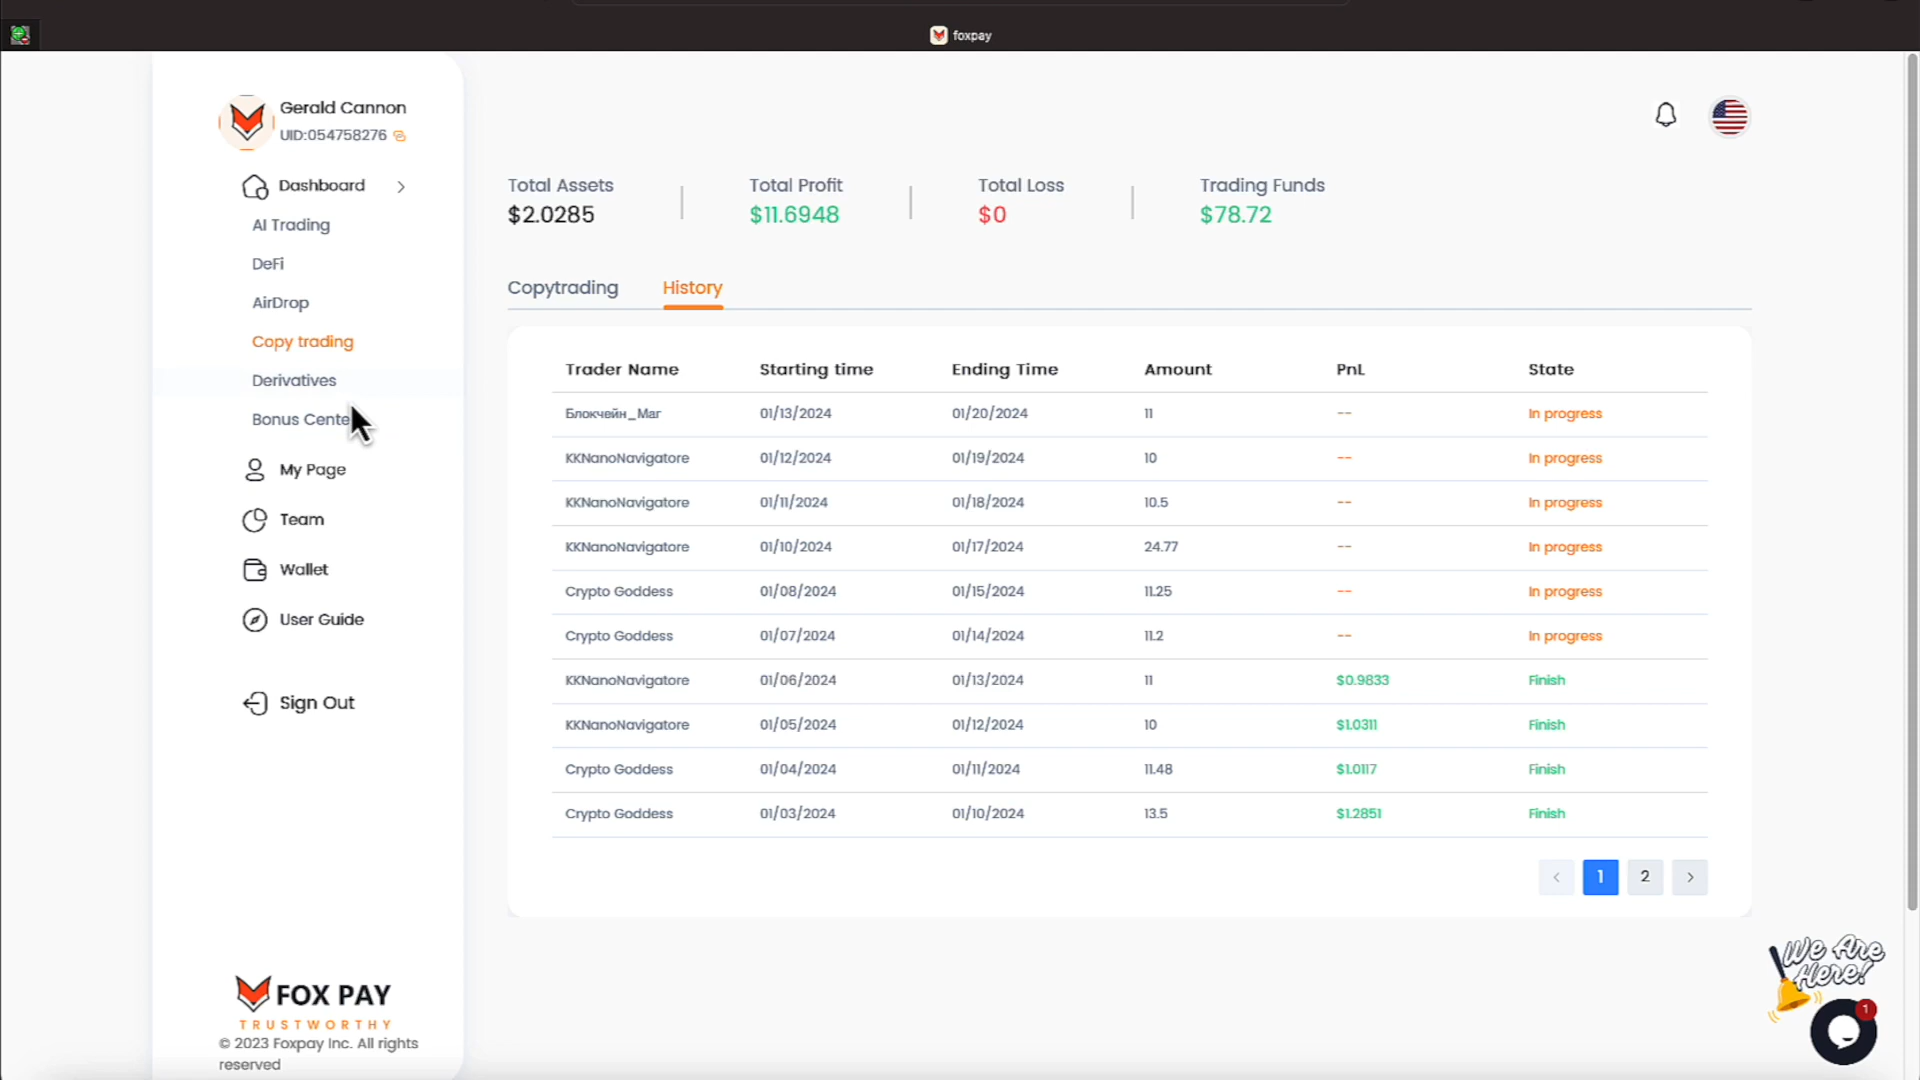 foxpay
Gerald Cannon
UID:054758276
Dashboard
AI Trading
DeFi
AirDrop
Copy trading
Derivatives
Bonus Cente
My Page
Team
Wallet
User Guide
Sign Out
FOX PAY
TRUSTWORTHY
© 2023 Foxpay Inc. All rights
reserved
Total Assets
$2.0285
Total Profit
$11.6948
Total Loss
$0
Trading Funds
$78.72
Copytrading History
Trader Name Starting time Ending Time Amount PnL State
Блокчейн_Маг 01/13/2024 01/20/2024 11 -- In progress
KKNanoNavigatore 01/12/2024 01/19/2024 10 -- In progress
KKNanoNavigatore 01/11/2024 01/18/2024 10.5 -- In progress
KKNanoNavigatore 01/10/2024 01/17/2024 24.77 -- In progress
Crypto Goddess 01/08/2024 01/15/2024 11.25 -- In progress
Crypto Goddess 01/07/2024 01/14/2024 11.2 -- In progress
KKNanoNavigatore 01/06/2024 01/13/2024 11 $0.9833 Finish
KKNanoNavigatore 01/05/2024 01/12/2024 10 $1.0311 Finish
Crypto Goddess 01/04/2024 01/11/2024 11.48 $1.0117 Finish
Crypto Goddess 01/03/2024 01/10/2024 13.5 $1.2851 Finish
< 1 2 >
We Are
Here!
1